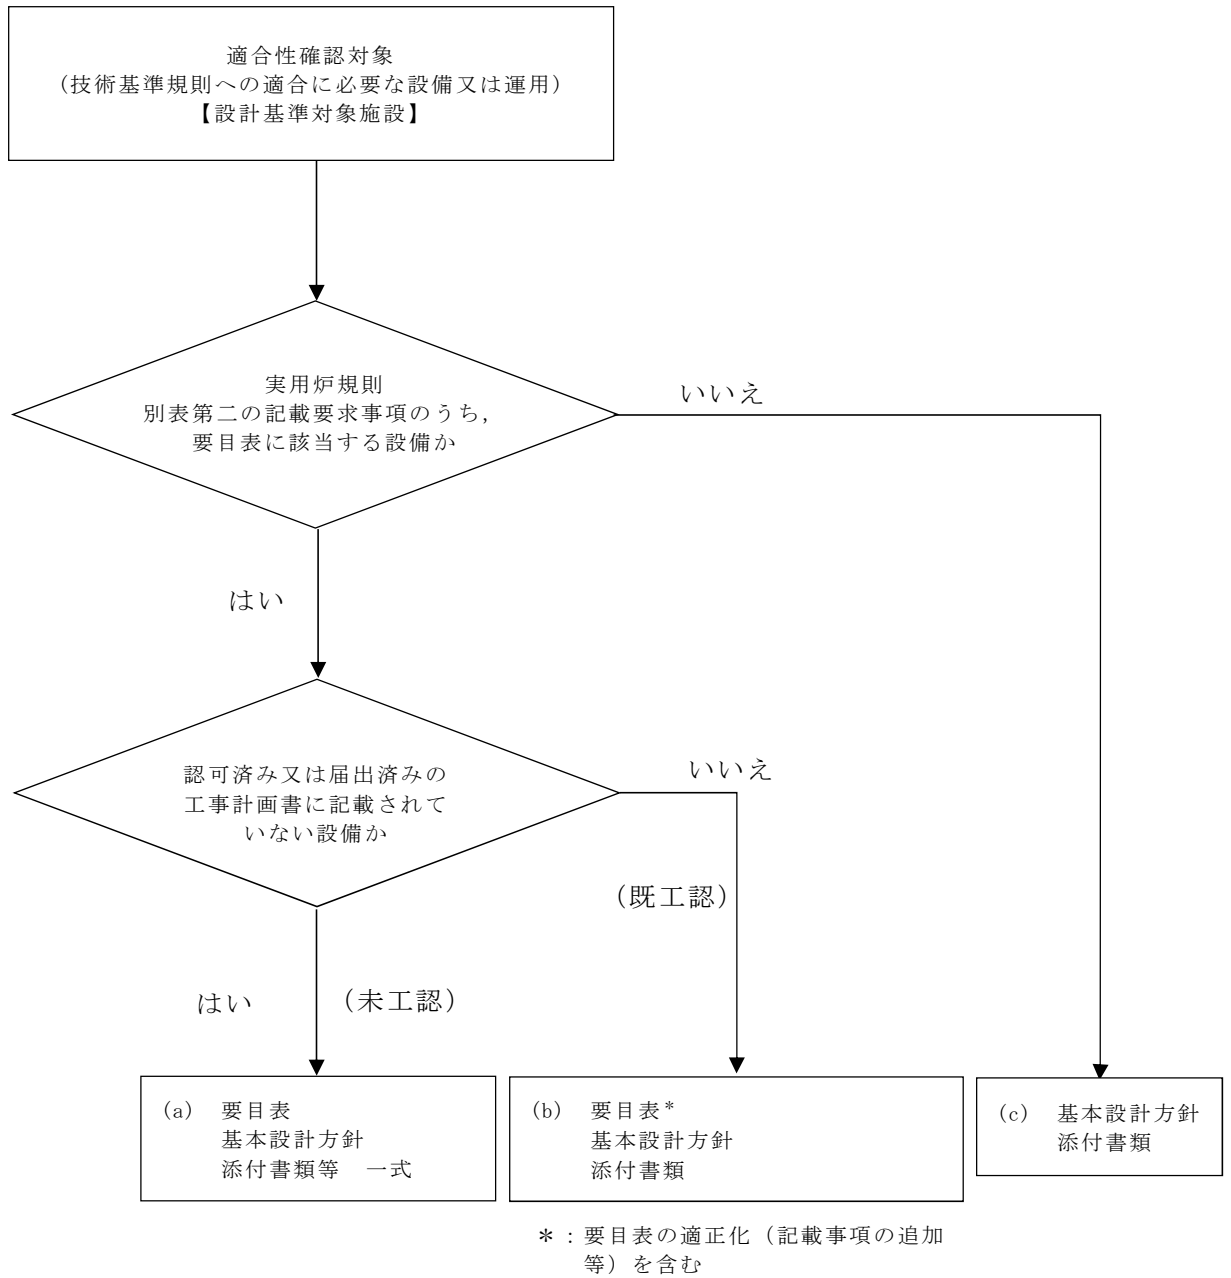 適合性確認対象
（技術基準規則への適合に必要な設備又は運用）
【設計基準対象施設】
実用炉規則
別表第二の記載要求事項のうち,
要目表に該当する設備か
いいえ
はい
認可済み又は届出済みの
工事計画書に記載されて
いない設備か
いいえ
（既工認）
はい　（未工認）
(a)　要目表
基本設計方針
添付書類等　一式
(b)　要目表*
基本設計方針
添付書類
(c)　基本設計方針
添付書類
＊：要目表の適正化（記載事項の追加
等）を含む